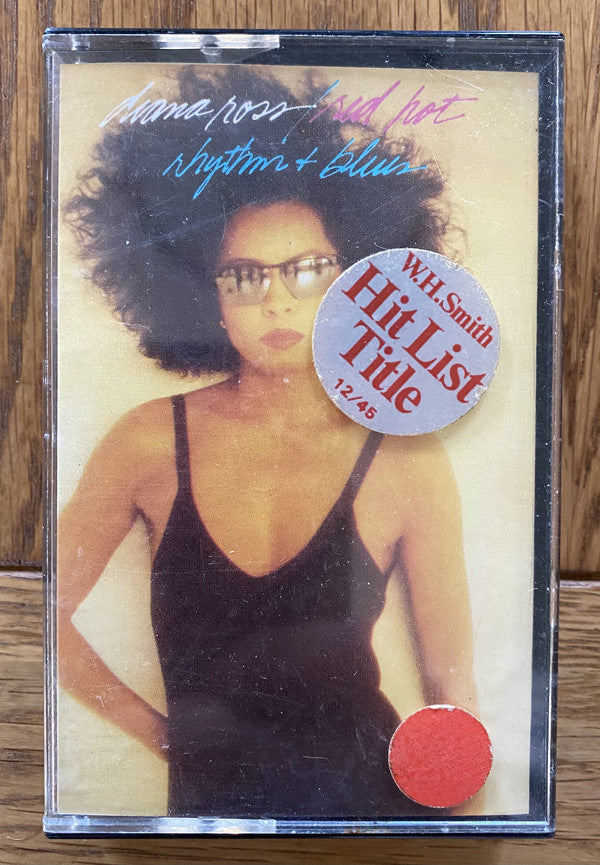 diana ross / red hot
rhythm + blues
W.H.Smith
Hit List
Title
12/45